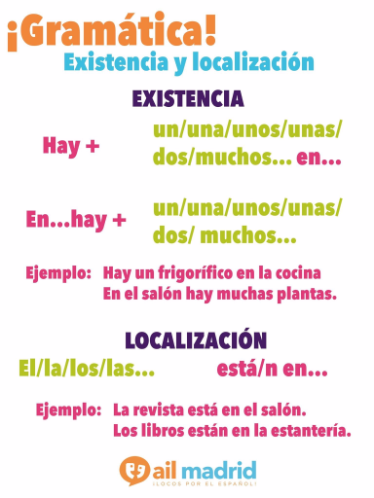 ¡Gramática!
Existencia y localización
EXISTENCIA
Hay + un/una/unos/unas/
dos/muchos... en...
En...hay + un/una/unos/unas/
dos/ muchos...
Ejemplo: Hay un frigorífico en la cocina
En el salón hay muchas plantas.
LOCALIZACIÓN
El/la/los/las... está/n en...
Ejemplo: La revista está en el salón.
Los libros están en la estantería.
ail madrid
¡LOCOS POR EL ESPAÑOL!